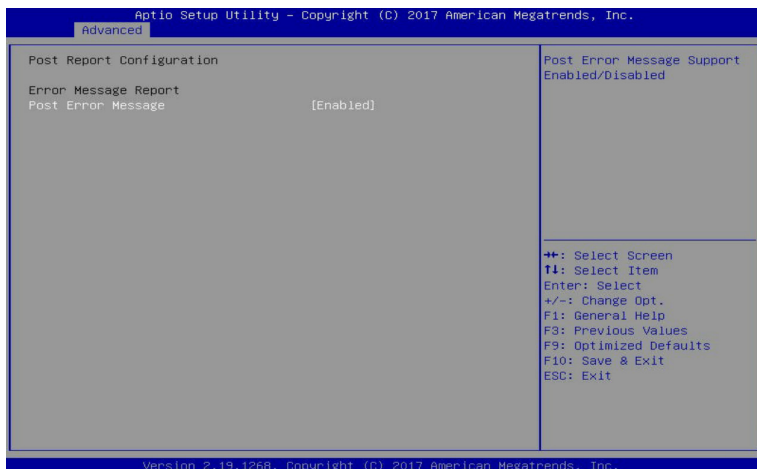 Aptio Setup Utility – Copyright (C) 2017 American Megatrends, Inc.
Advanced
Post Report Configuration
Error Message Report
Post Error Message [Enabled]
Post Error Message Support
Enabled/Disabled
→←: Select Screen
↑↓: Select Item
Enter: Select
+/-: Change Opt.
F1: General Help
F3: Previous Values
F9: Optimized Defaults
F10: Save & Exit
ESC: Exit
Version 2.19.1268. Copyright (C) 2017 American Megatrends, Inc.